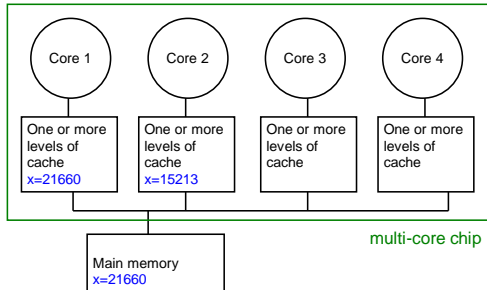 Core 1
Core 2
Core 3
Core 4
One or more
levels of
cache
x=21660
One or more
levels of
cache
x=15213
One or more
levels of
cache
One or more
levels of
cache
multi-core chip
Main memory
x=21660